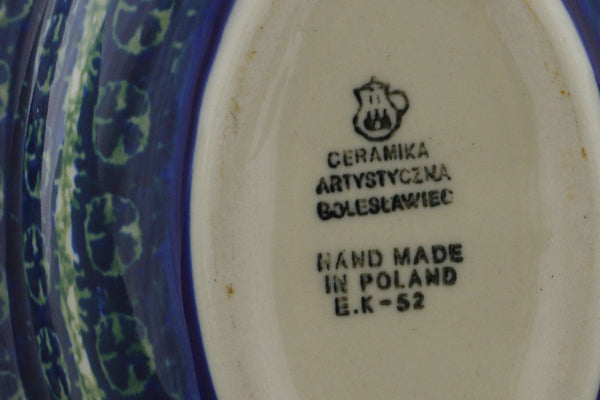 CERAMIKA
ARTYSTYCZNA
BOLESŁAWIEC
HAND MADE
IN POLAND
E.K-52